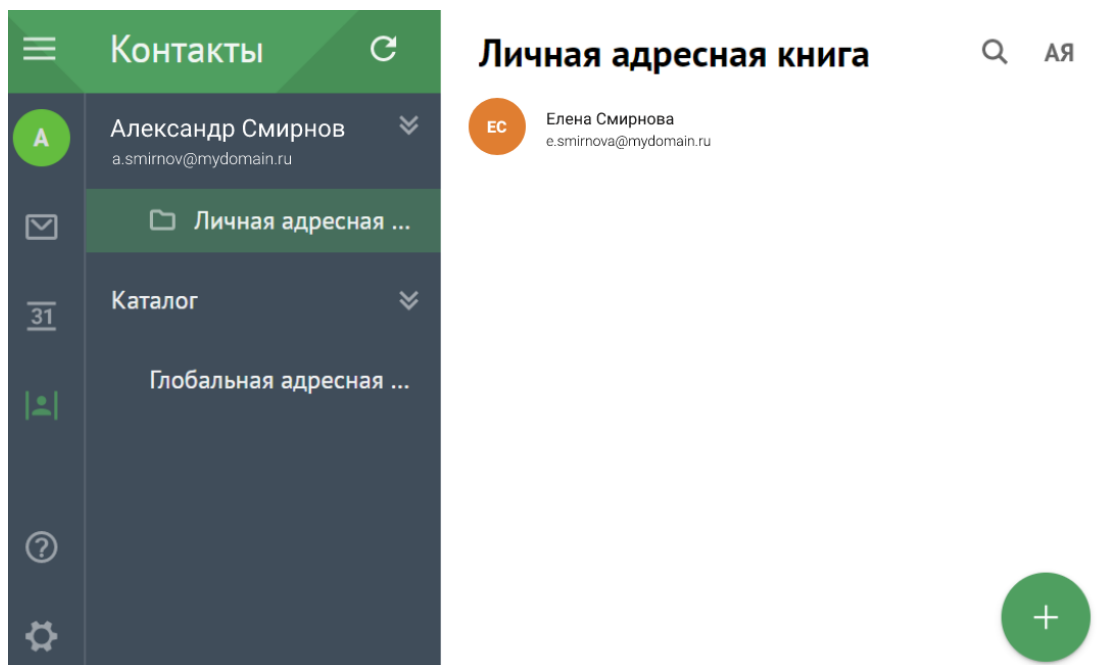 Контакты
Личная адресная книга
АЯ
А
Александр Смирнов
a.smirnov@mydomain.ru
ЕС
Елена Смирнова
e.smirnova@mydomain.ru
Личная адресная ...
31
Каталог
Глобальная адресная ...